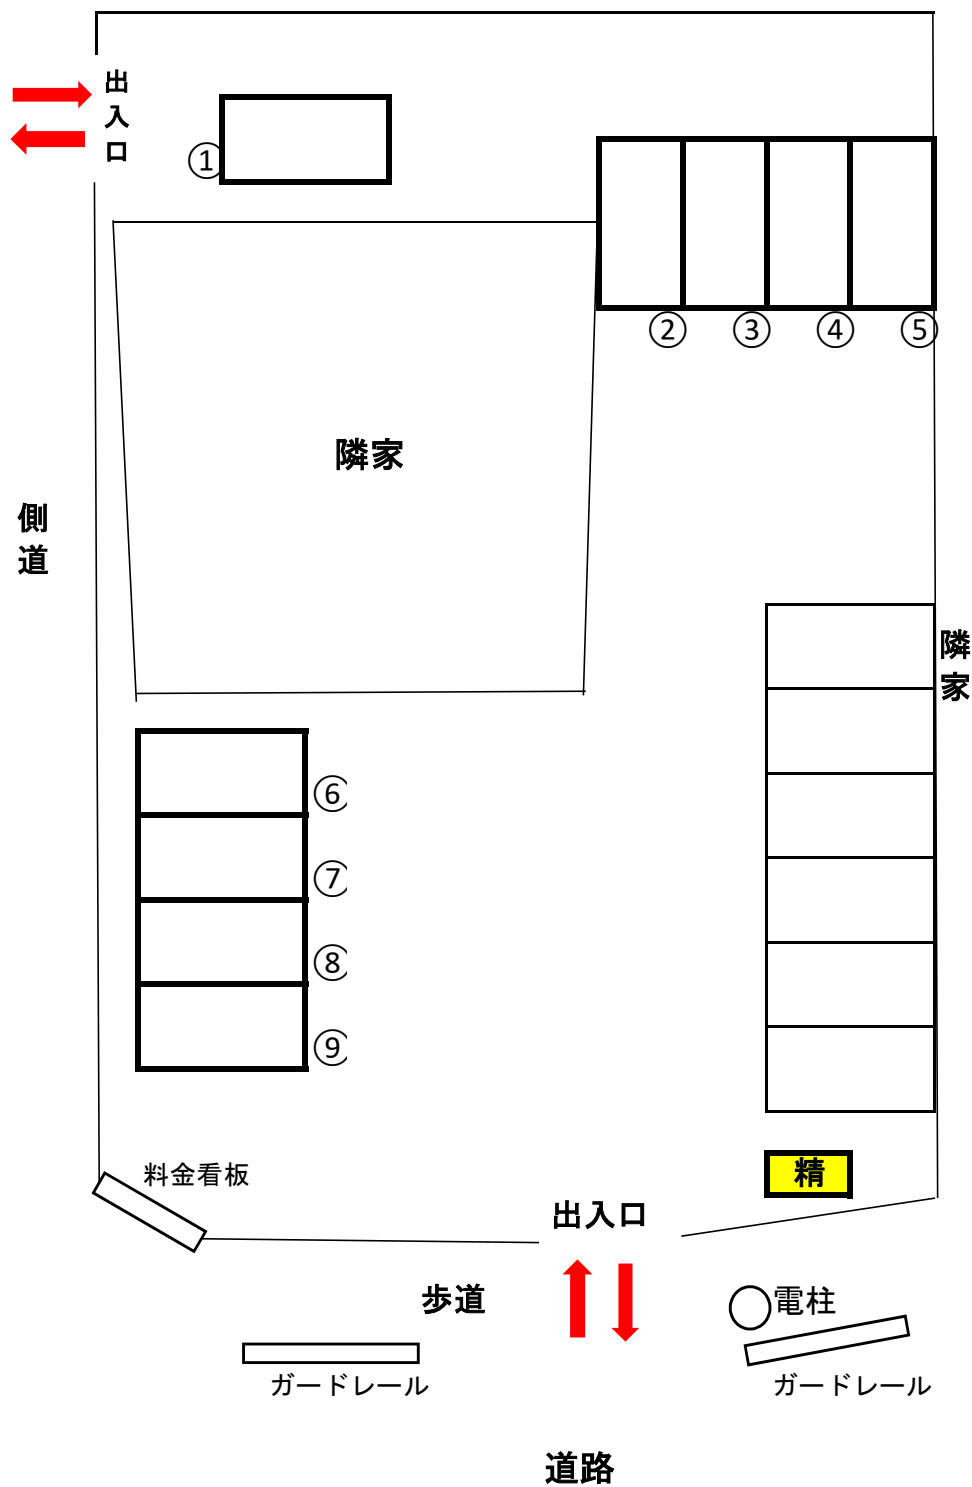 出入口
①
② ③ ④ ⑤
隣家
側道
隣家
⑥
⑦
⑧
⑨
料金看板
精
出入口
歩道
電柱
ガードレール
ガードレール
道路